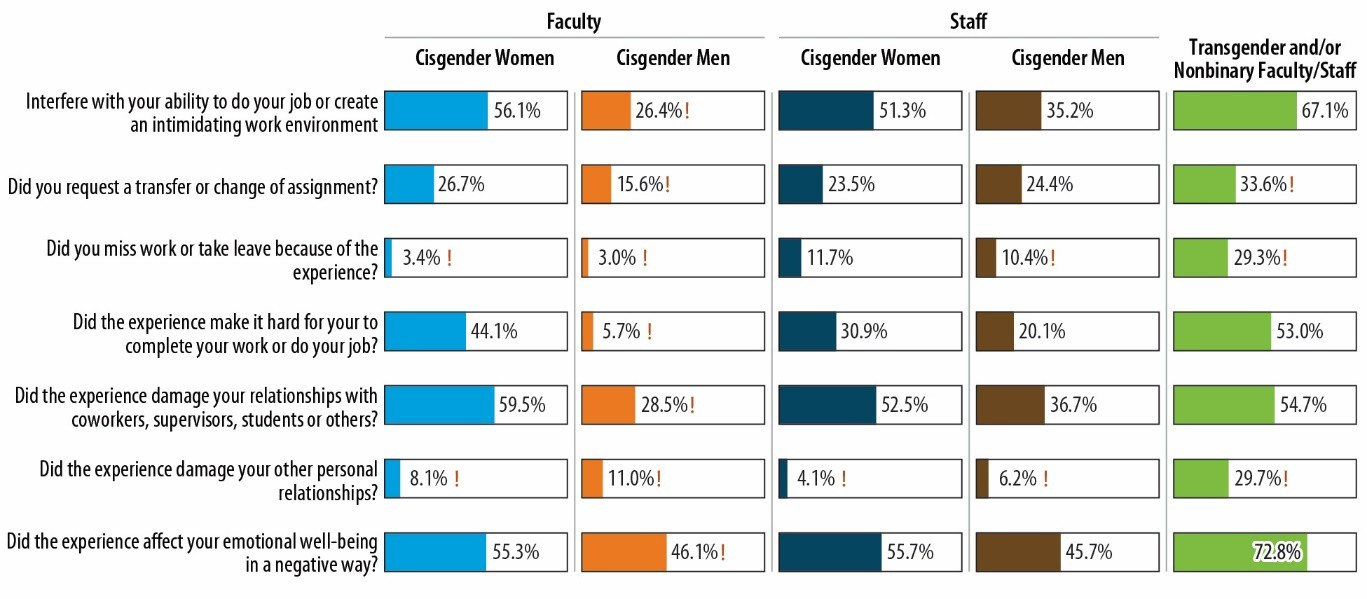 Faculty
Staff
Cisgender Women
Cisgender Men
Cisgender Women
Cisgender Men
Transgender and/or
Nonbinary Faculty/Staff
Interfere with your ability to do your job or create
an intimidating work environment
56.1%
26.4%!
51.3%
35.2%
67.1%
Did you request a transfer or change of assignment?
26.7%
15.6%!
23.5%
24.4%
33.6%!
Did you miss work or take leave because of the
experience?
3.4% !
3.0% !
11.7%
10.4%!
29.3%!
Did the experience make it hard for your to
complete your work or do your job?
44.1%
5.7% !
30.9%
20.1%
53.0%
Did the experience damage your relationships with
coworkers, supervisors, students or others?
59.5%
28.5%!
52.5%
36.7%
54.7%
Did the experience damage your other personal
relationships?
8.1% !
11.0%!
4.1% !
6.2% !
29.7%!
Did the experience affect your emotional well-being
in a negative way?
55.3%
46.1%!
55.7%
45.7%
72.8%